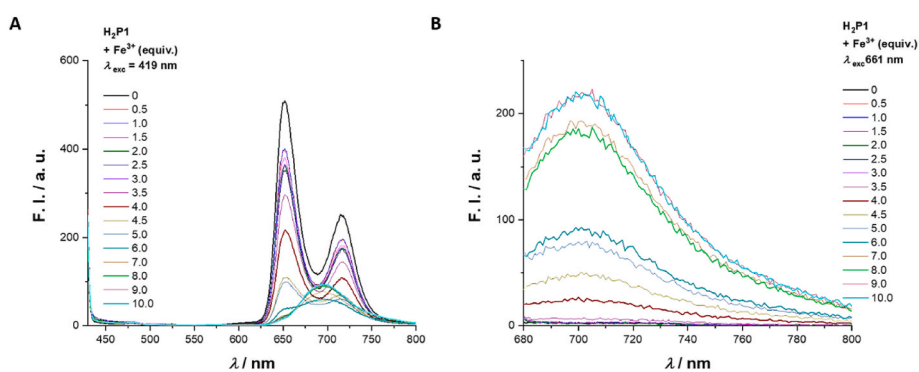 A
H₂P1
+ Fe³⁺ (equiv.)
λ exc = 419 nm
0
0.5
1.0
1.5
2.0
2.5
3.0
3.5
4.0
4.5
5.0
6.0
7.0
8.0
9.0
10.0
F. I. / a. u.
600
400
200
0
450 500 550 600 650 700 750 800
λ / nm
B
H₂P1
+ Fe³⁺ (equiv.)
λ exc 661 nm
0
0.5
1.0
1.5
2.0
2.5
3.0
3.5
4.0
4.5
5.0
6.0
7.0
8.0
9.0
10.0
F. I. / a. u.
200
100
0
680 700 720 740 760 780 800
λ / nm